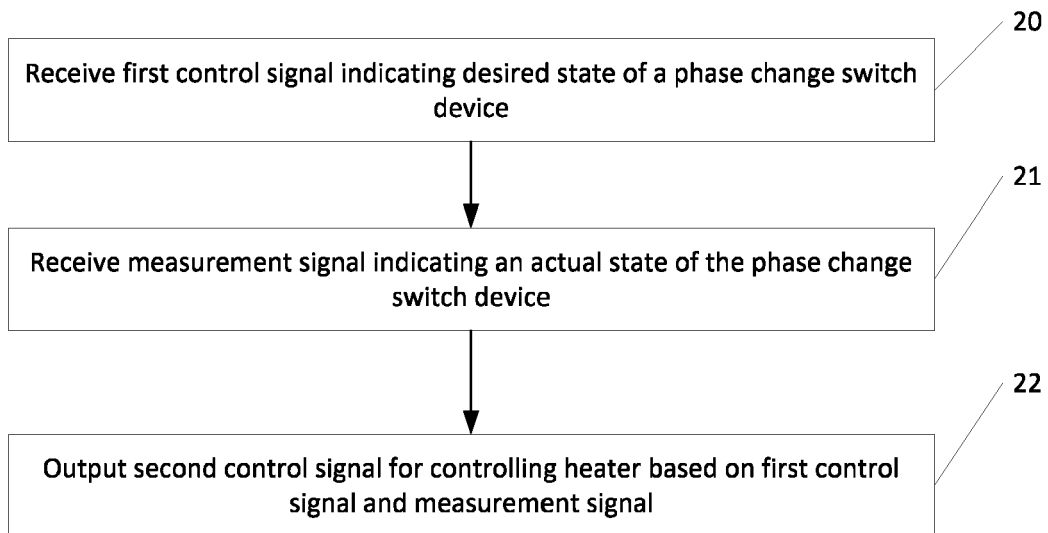 20
Receive first control signal indicating desired state of a phase change switch
device
21
Receive measurement signal indicating an actual state of the phase change
switch device
22
Output second control signal for controlling heater based on first control
signal and measurement signal